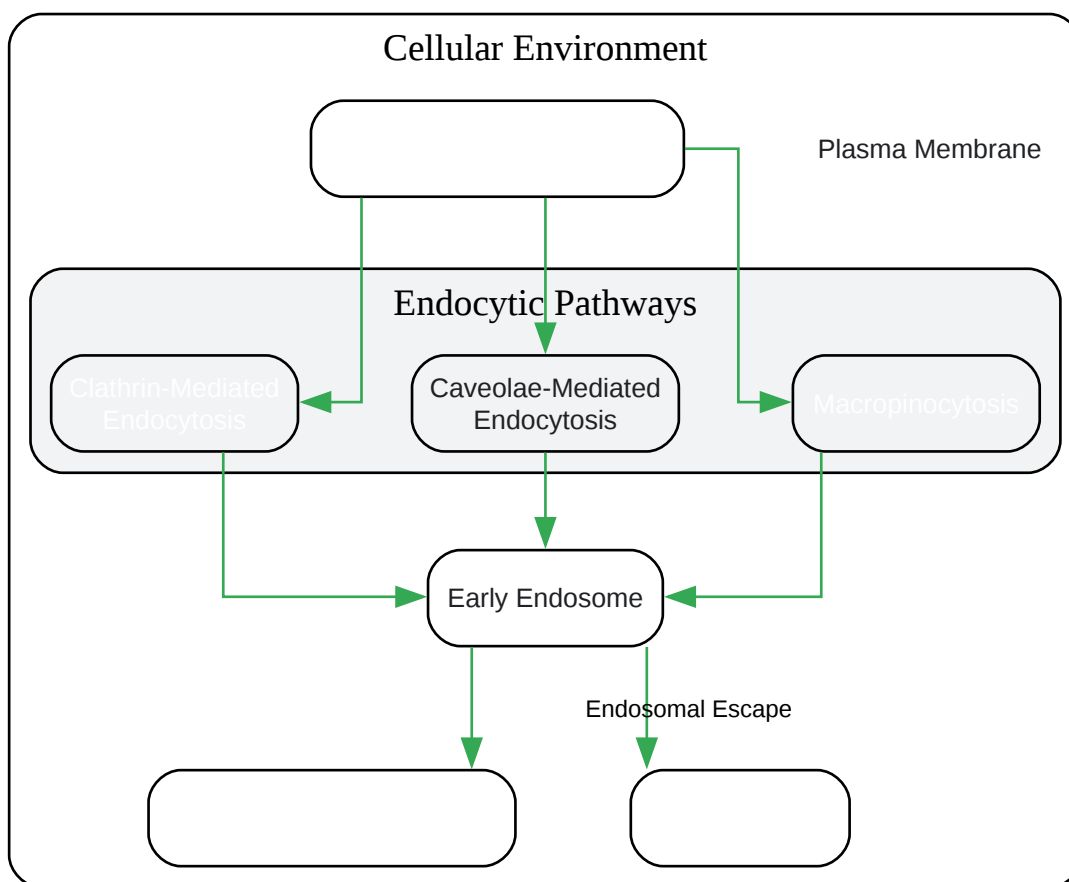 Cellular Environment
Plasma Membrane
Endocytic Pathways
Clathrin-Mediated
Endocytosis
Caveolae-Mediated
Endocytosis
Macropinocytosis
Early Endosome
Endosomal Escape